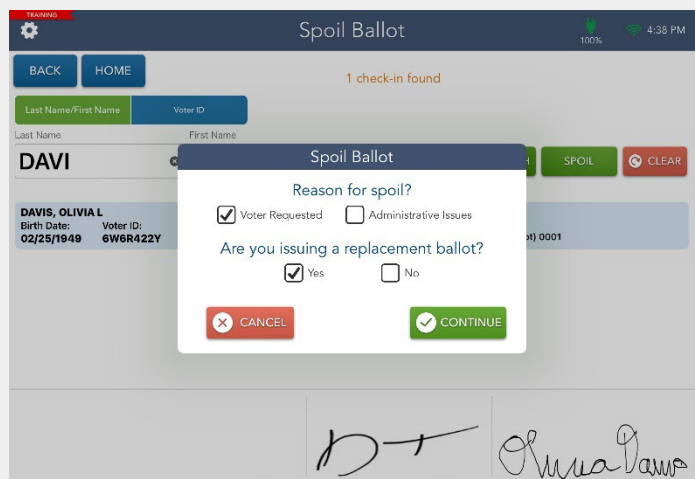 TRAINING
Spoil Ballot
100%
4:38 PM
BACK
HOME
1 check-in found
Last Name/First Name
Voter ID
Last Name
First Name
DAVI
SPOIL
CLEAR
Spoil Ballot
Reason for spoil?
Voter Requested
Administrative Issues
Are you issuing a replacement ballot?
Yes
No
CANCEL
CONTINUE
DAVIS, OLIVIA L
Birth Date:
Voter ID:
02/25/1949
6W6R422Y
0001